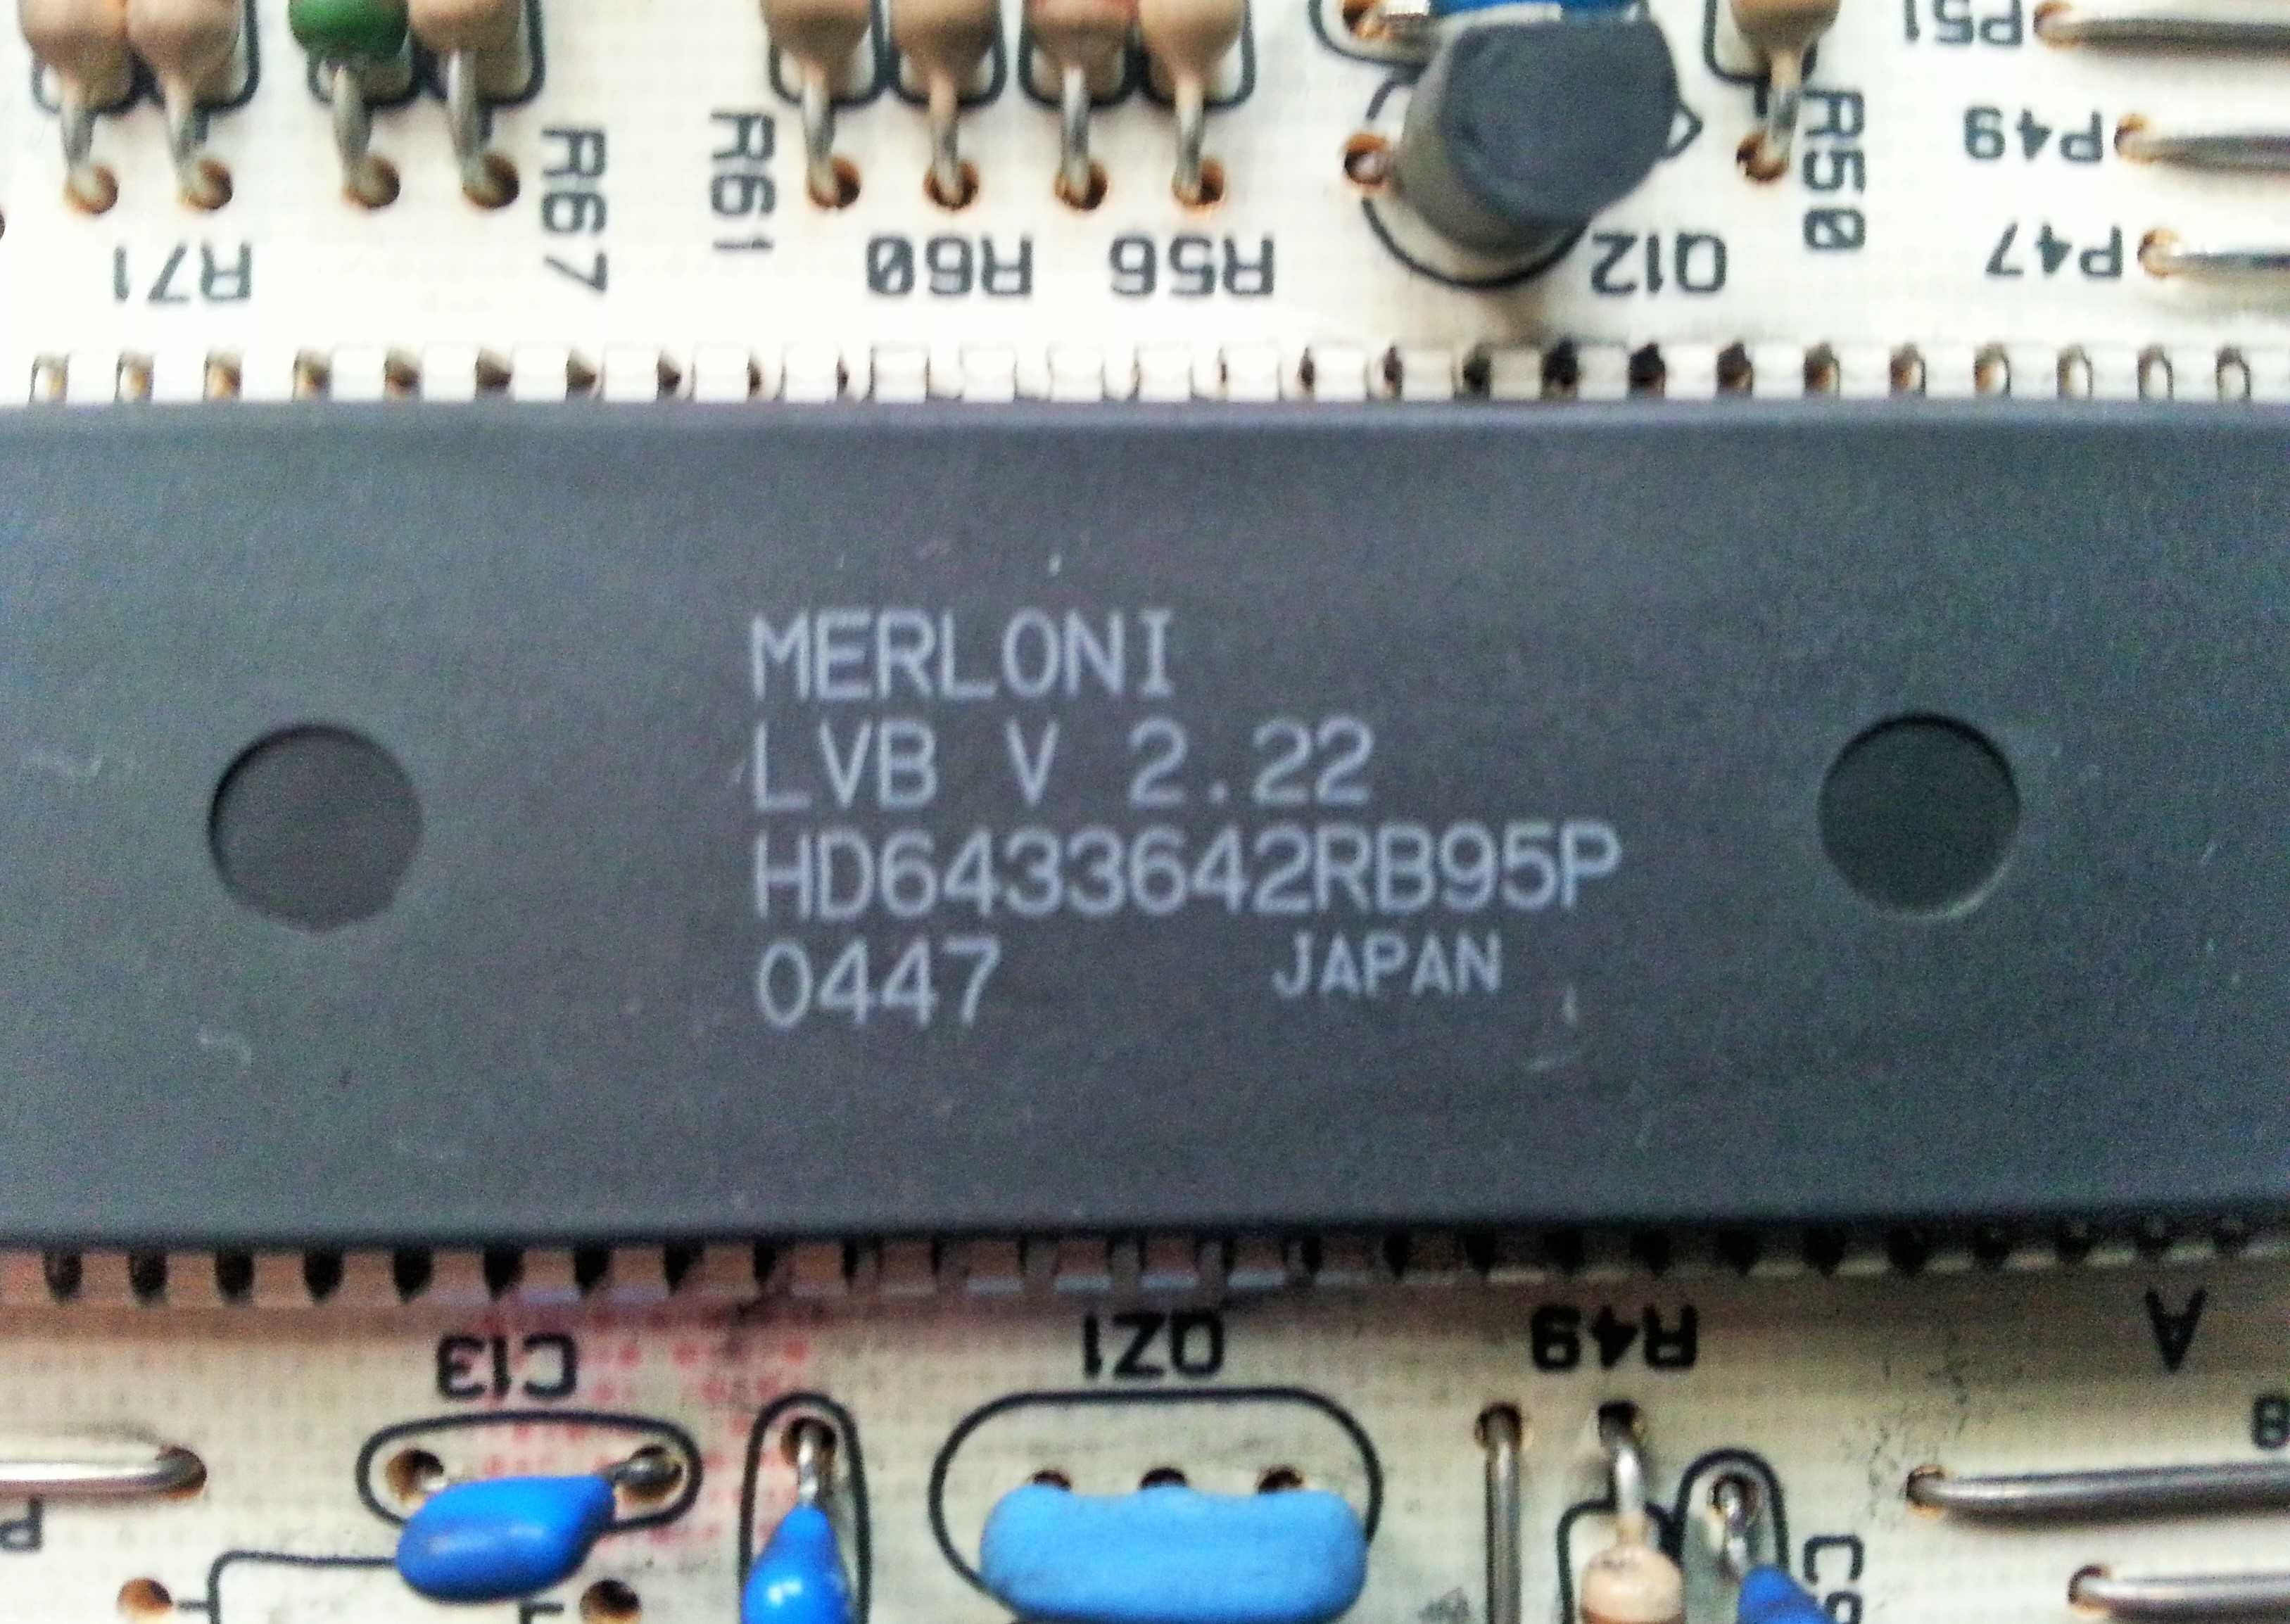 P51
P49
R50
R67
R61
P47
R71
R60
R56
Q12
MERLONI
LVB V 2.22
HD6433642RB95P
0447 JAPAN
C13
QZ1
R49
A
B
P